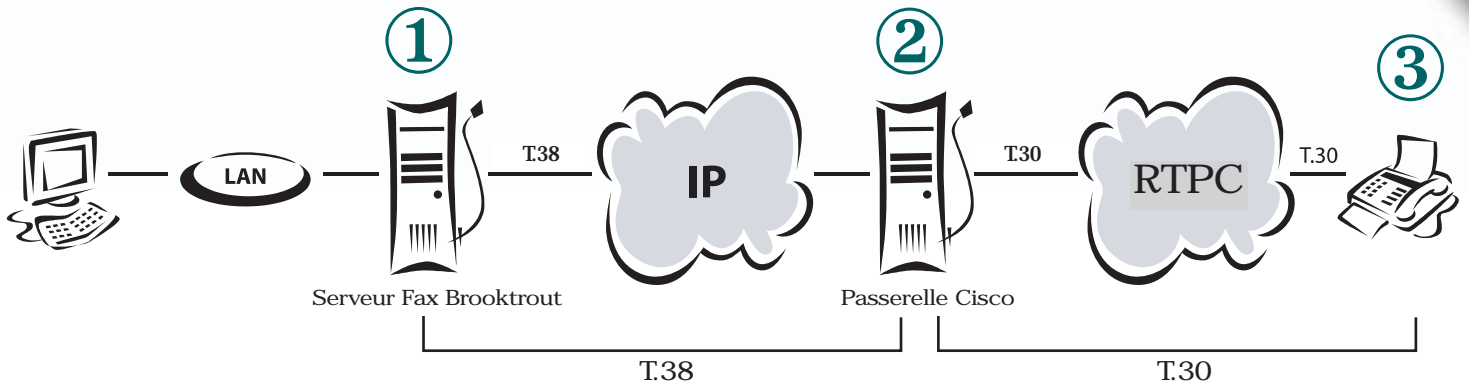 1
2
3
LAN
T.38
IP
T.30
RTPC
T.30
Serveur Fax Brooktrout
Passerelle Cisco
T.38
T.30